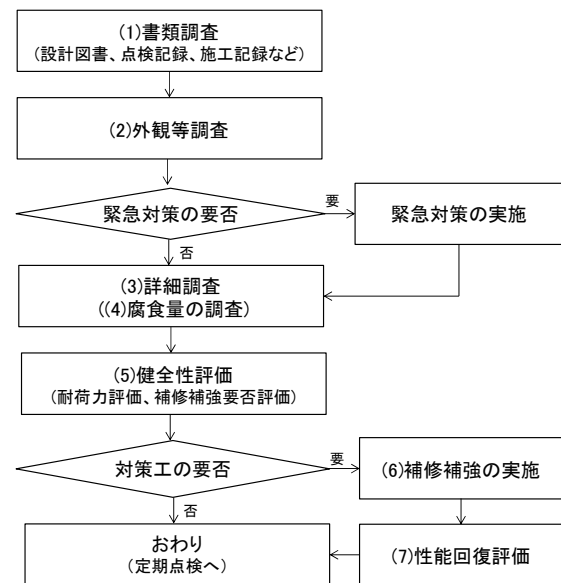 (1)書類調査
(設計図書、点検記録、施工記録など)
(2)外観等調査
緊急対策の要否
要
緊急対策の実施
否
(3)詳細調査
((4)腐食量の調査)
(5)健全性評価
(耐荷力評価、補修補強要否評価)
対策工の要否
要
(6)補修補強の実施
否
おわり
(定期点検へ)
(7)性能回復評価